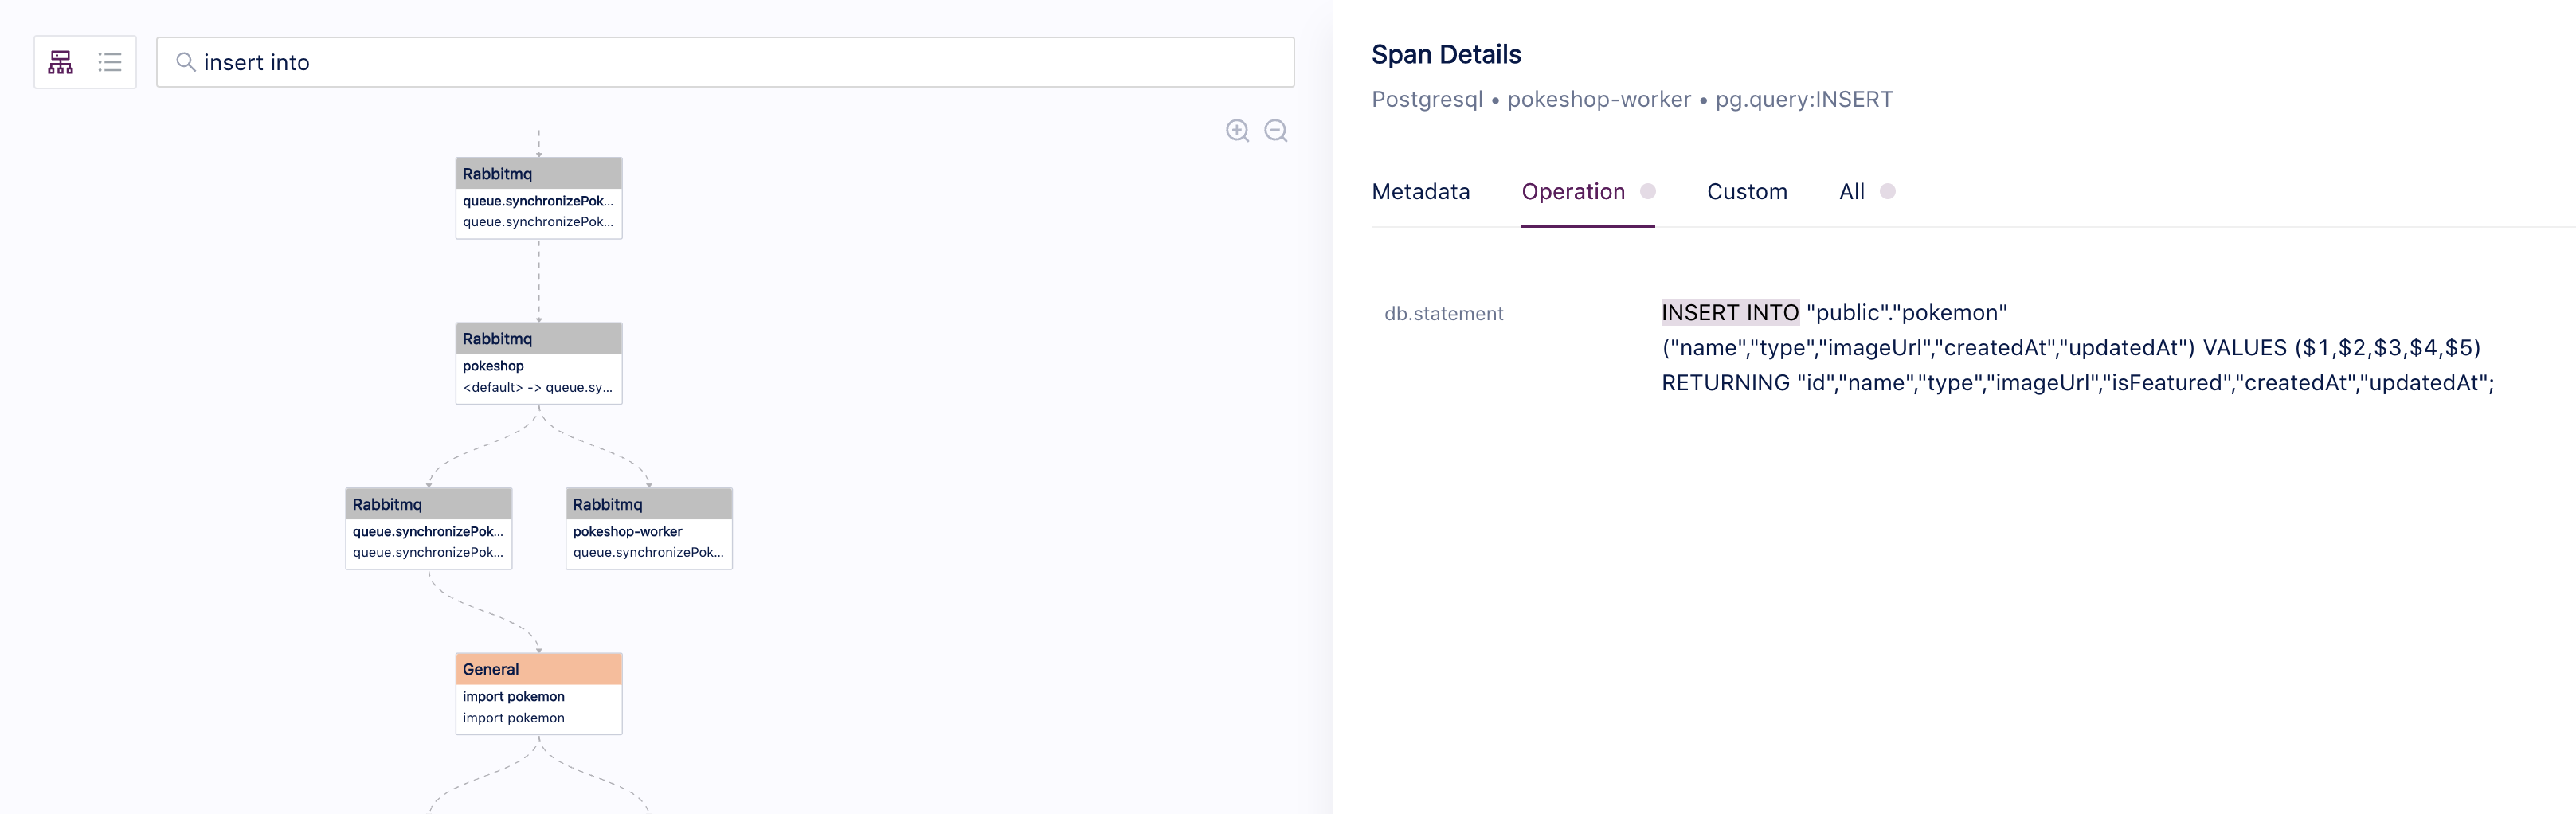 insert into
Rabbitmq
queue.synchronizePok...
queue.synchronizePok...
Rabbitmq
pokeshop
<default> -> queue.sy...
Rabbitmq
queue.synchronizePok...
queue.synchronizePok...
Rabbitmq
pokeshop-worker
queue.synchronizePok...
General
import pokemon
import pokemon
Span Details
Postgresql • pokeshop-worker • pg.query:INSERT
Metadata Operation Custom All
db.statement
INSERT INTO "public"."pokemon"
("name","type","imageUrl","createdAt","updatedAt") VALUES ($1,$2,$3,$4,$5)
RETURNING "id","name","type","imageUrl","isFeatured","createdAt","updatedAt";